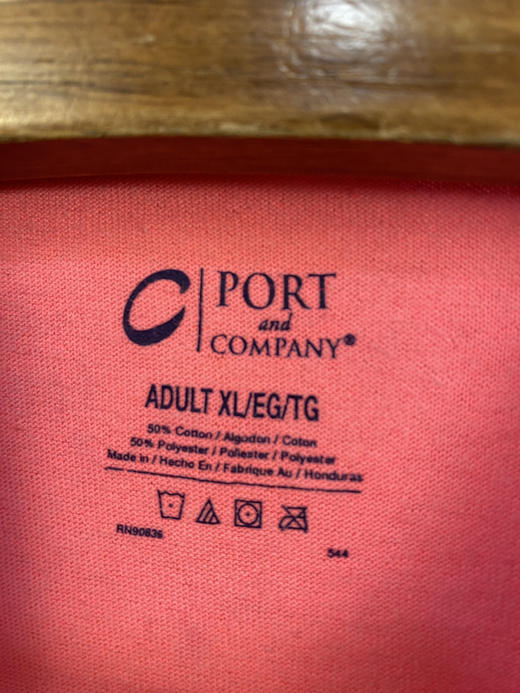 PORT
and
COMPANY®
ADULT XL/EG/TG
50% Cotton / Algodon / Coton
50% Polyester / Poliester / Polyester
Made in / Hecho En / Fabrique Au / Honduras
RN90836
544